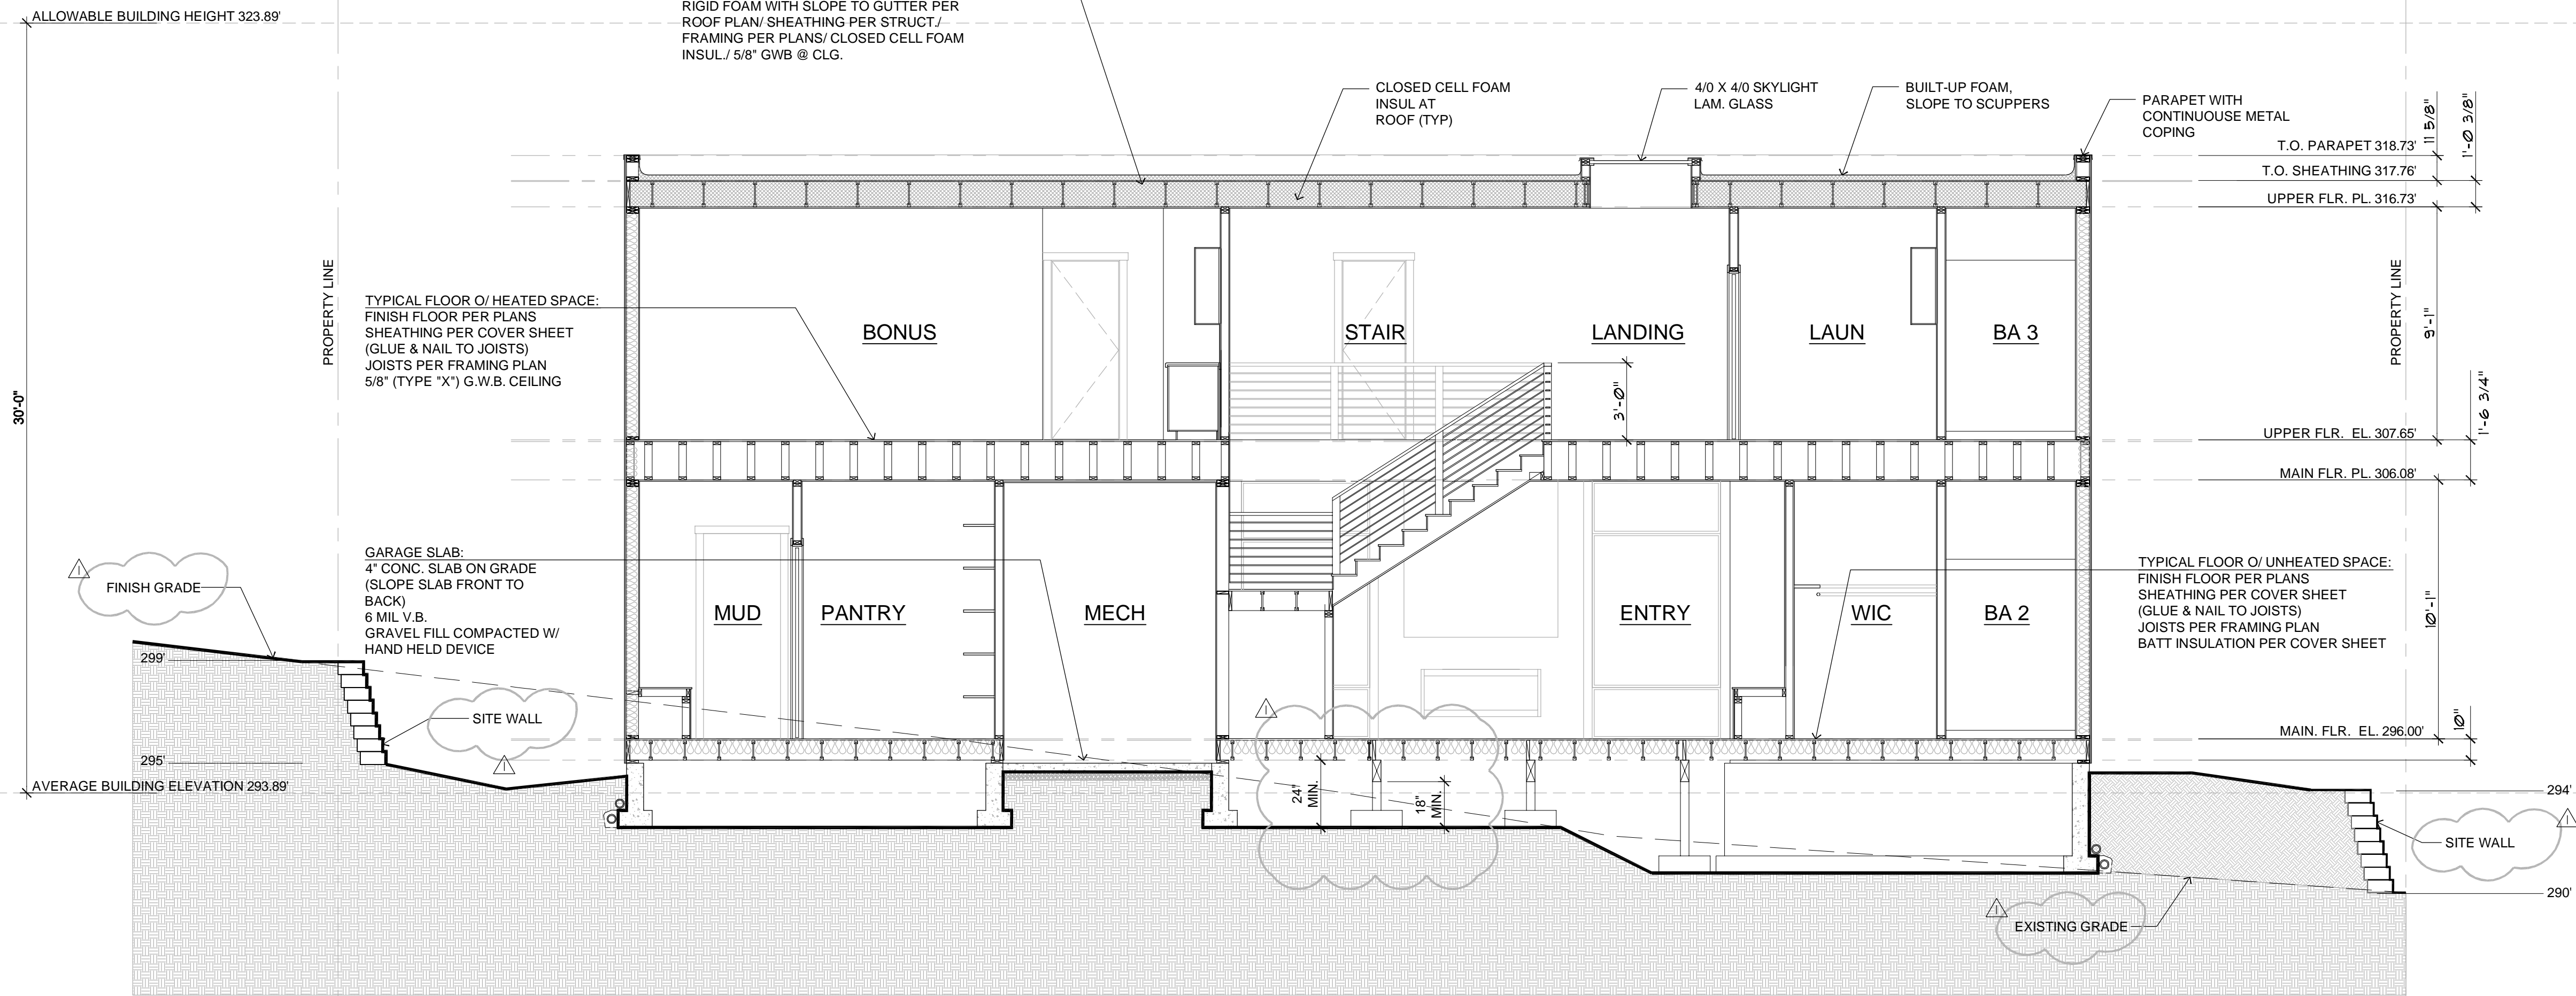 ALLOWABLE BUILDING HEIGHT 323.89'
RIGID FOAM WITH SLOPE TO GUTTER PER
ROOF PLAN/ SHEATHING PER STRUCT./
FRAMING PER PLANS/ CLOSED CELL FOAM
INSUL./ 5/8" GWB @ CLG.
CLOSED CELL FOAM
INSUL AT
ROOF (TYP)
4/0 X 4/0 SKYLIGHT
LAM. GLASS
BUILT-UP FOAM,
SLOPE TO SCUPPERS
PARAPET WITH
CONTINUOUSE METAL
COPING
11 5/8"
1'-0 3/8"
T.O. PARAPET 318.73'
T.O. SHEATHING 317.76'
UPPER FLR. PL. 316.73'
PROPERTY LINE
TYPICAL FLOOR O/ HEATED SPACE:
FINISH FLOOR PER PLANS
SHEATHING PER COVER SHEET
(GLUE & NAIL TO JOISTS)
JOISTS PER FRAMING PLAN
5/8" (TYPE "X") G.W.B. CEILING
BONUS
STAIR
LANDING
LAUN
BA 3
PROPERTY LINE
9'-1"
3'-0"
30'-0"
1'-6 3/4"
UPPER FLR. EL. 307.65'
MAIN FLR. PL. 306.08'
GARAGE SLAB:
4" CONC. SLAB ON GRADE
(SLOPE SLAB FRONT TO
BACK)
6 MIL V.B.
GRAVEL FILL COMPACTED W/
HAND HELD DEVICE
1
FINISH GRADE
MUD
PANTRY
MECH
ENTRY
WIC
BA 2
TYPICAL FLOOR O/ UNHEATED SPACE:
FINISH FLOOR PER PLANS
SHEATHING PER COVER SHEET
(GLUE & NAIL TO JOISTS)
JOISTS PER FRAMING PLAN
BATT INSULATION PER COVER SHEET
10'-1"
299'
SITE WALL
1
1
10"
MAIN. FLR. EL. 296.00'
295'
AVERAGE BUILDING ELEVATION 293.89'
24"
MIN.
18"
MIN.
294'
1
SITE WALL
290'
1
EXISTING GRADE